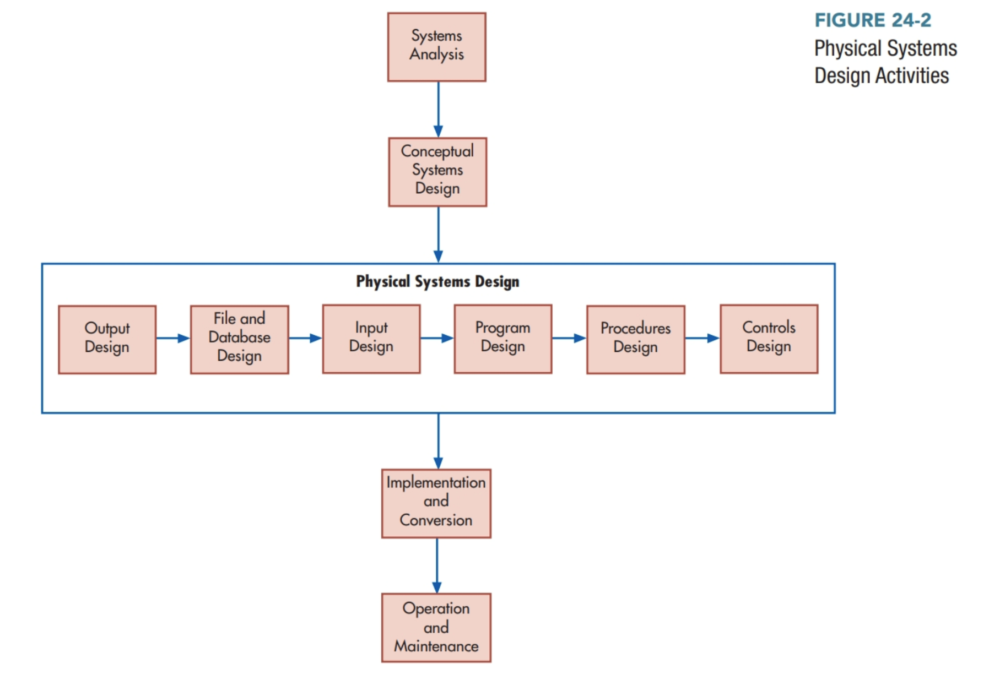 FIGURE 24-2
Physical Systems
Design Activities
Systems
Analysis
Conceptual
Systems
Design
Physical Systems Design
Output
Design
File and
Database
Design
Input
Design
Program
Design
Procedures
Design
Controls
Design
Implementation
and
Conversion
Operation
and
Maintenance